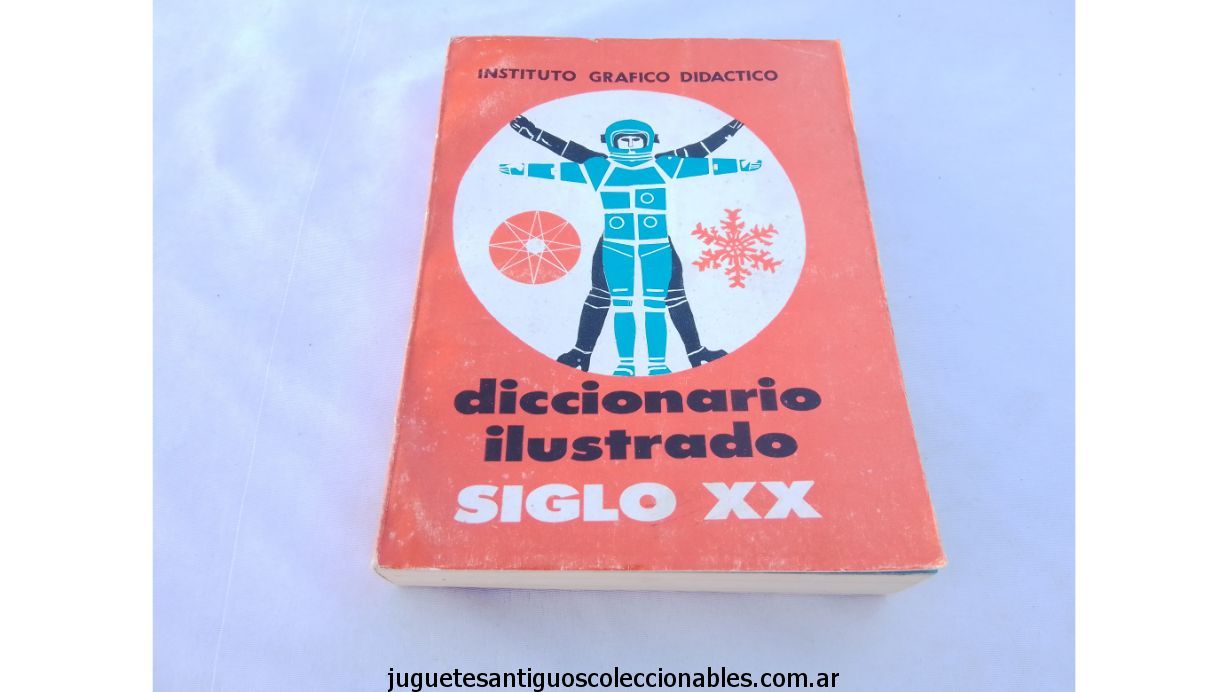 INSTITUTO GRAFICO DIDACTICO
diccionario
ilustrado
SIGLO XX
juguetesantiguoscoleccionables.com.ar